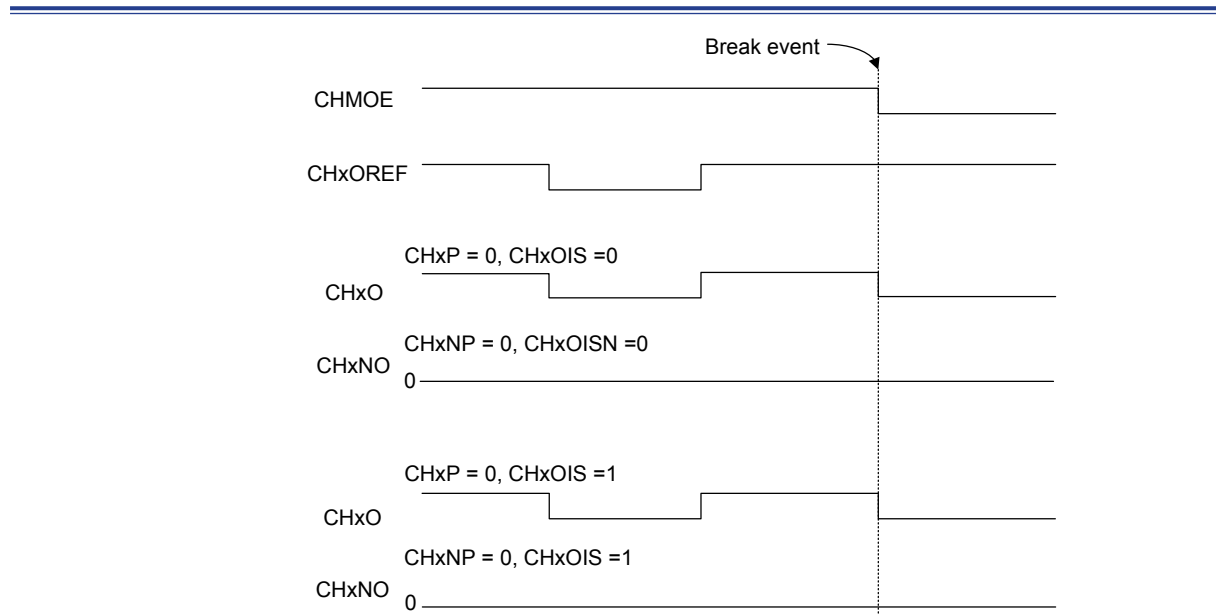 Break event
CHMOE
CHxOREF
CHxP = 0, CHxOIS =0
CHxO
CHxNP = 0, CHxOISN =0
CHxNO
0
CHxP = 0, CHxOIS =1
CHxO
CHxNP = 0, CHxOIS =1
CHxNO
0